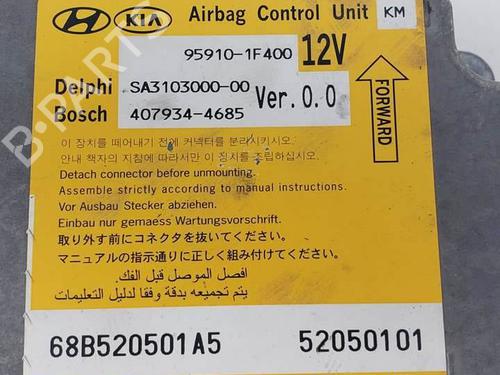 HYUNDAI KIA Airbag Control Unit KM
95910-1F400 12V
Delphi SA3103000-00 Ver.0.0
Bosch 407934-4685
FORWARD
이 장치를 떼어내기 전에 커넥터를 분리하십시오.
안내 책자의 지침에 따라서만 이 장치를 조립하십시오.
Detach connector before unmounting.
Assemble strictly according to manual instructions.
Vor Ausbau Stecker abziehen.
Einbau nur gemaess Wartungsvorschrift.
取り外す前にコネクタを抜いてください。
マニュアルの指示通りに正しく組み付けてください。
افصل الموصل قبل الفك.
يتم تجميعه بدقة وفقا لدليل التعليمات
68B520501A5 52050101
B-PARTS